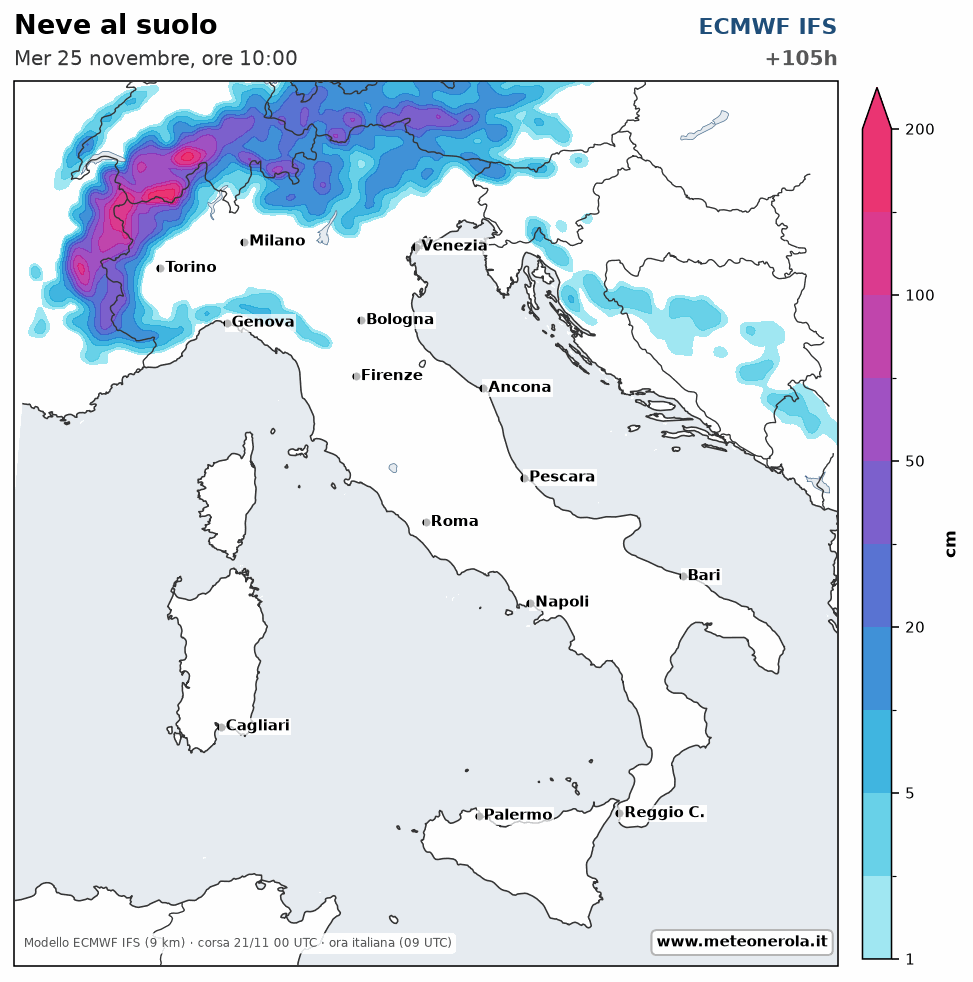 Neve al suolo
ECMWF IFS
Mer 25 novembre, ore 10:00
+105h
200
Milano
Venezia
Torino
100
Genova
Bologna
Firenze
Ancona
50
Pescara
Roma
cm
Bari
Napoli
20
Cagliari
5
Palermo
Reggio C.
Modello ECMWF IFS (9 km) · corsa 21/11 00 UTC · ora italiana (09 UTC)
www.meteonerola.it
1